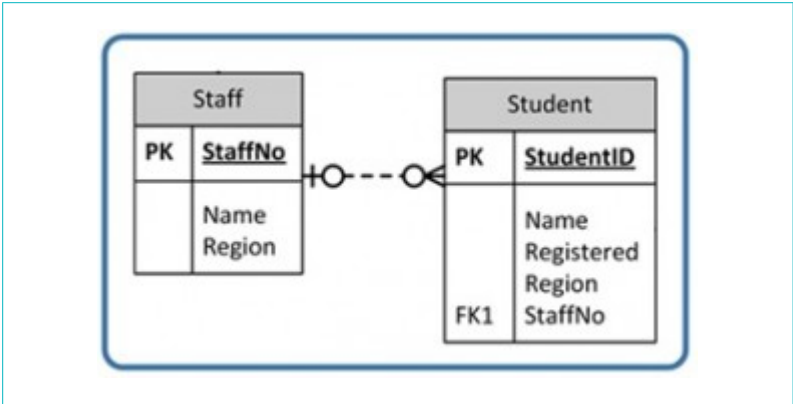 Staff
PK StaffNo
Name
Region
Student
PK StudentID
Name
Registered
Region
FK1 StaffNo